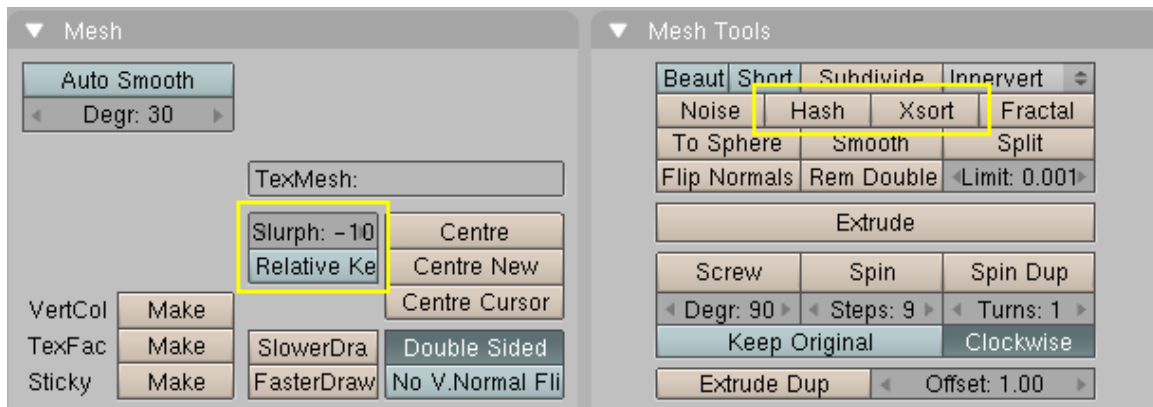 Mesh
Auto Smooth
Degr: 30
TexMesh:
Slurph: -100 Centre
Relative Ke Centre New
Centre Cursor
VertCol Make
TexFac Make SlowerDra Double Sided
Sticky Make FasterDraw No V.Normal Fli
Mesh Tools
Beaut Short Subdivide Innervert
Noise Hash Xsort Fractal
To Sphere Smooth Split
Flip Normals Rem Double Limit: 0.001
Extrude
Screw Spin Spin Dup
Degr: 90 Steps: 9 Turns: 1
Keep Original Clockwise
Extrude Dup Offset: 1.00